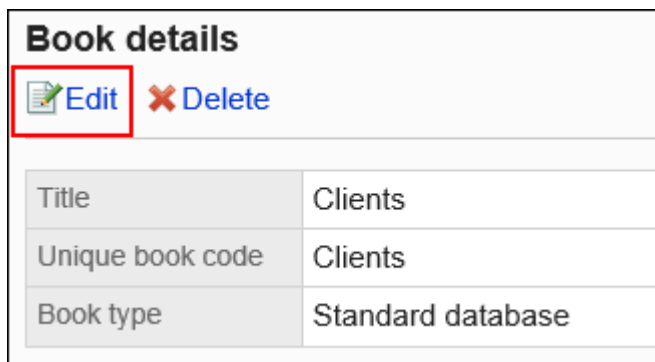 Book details
Edit Delete
Title Clients
Unique book code Clients
Book type Standard database